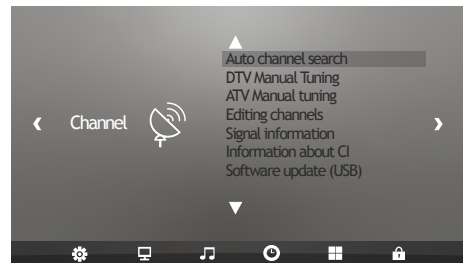 Channel
Auto channel search
DTV Manual Tuning
ATV Manual tuning
Editing channels
Signal information
Information about CI
Software update (USB)